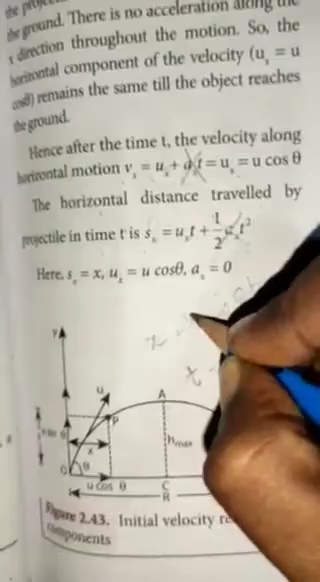 the ground. There is no acceleration along the
x direction throughout the motion. So, the
horizontal component of the velocity (uₓ = u
cosθ) remains the same till the object reaches
the ground.
Hence after the time t, the velocity along
horizontal motion vₓ = uₓ + aₓt = uₓ = u cos θ
The horizontal distance travelled by
projectile in time t is sₓ = uₓt + 1/2 aₓt²
Here, sₓ = x, uₓ = u cosθ, aₓ = 0
x =
t
y
u
A
P
hₘₐₓ
x
O θ
u cos θ C
R
Figure 2.43. Initial velocity
components